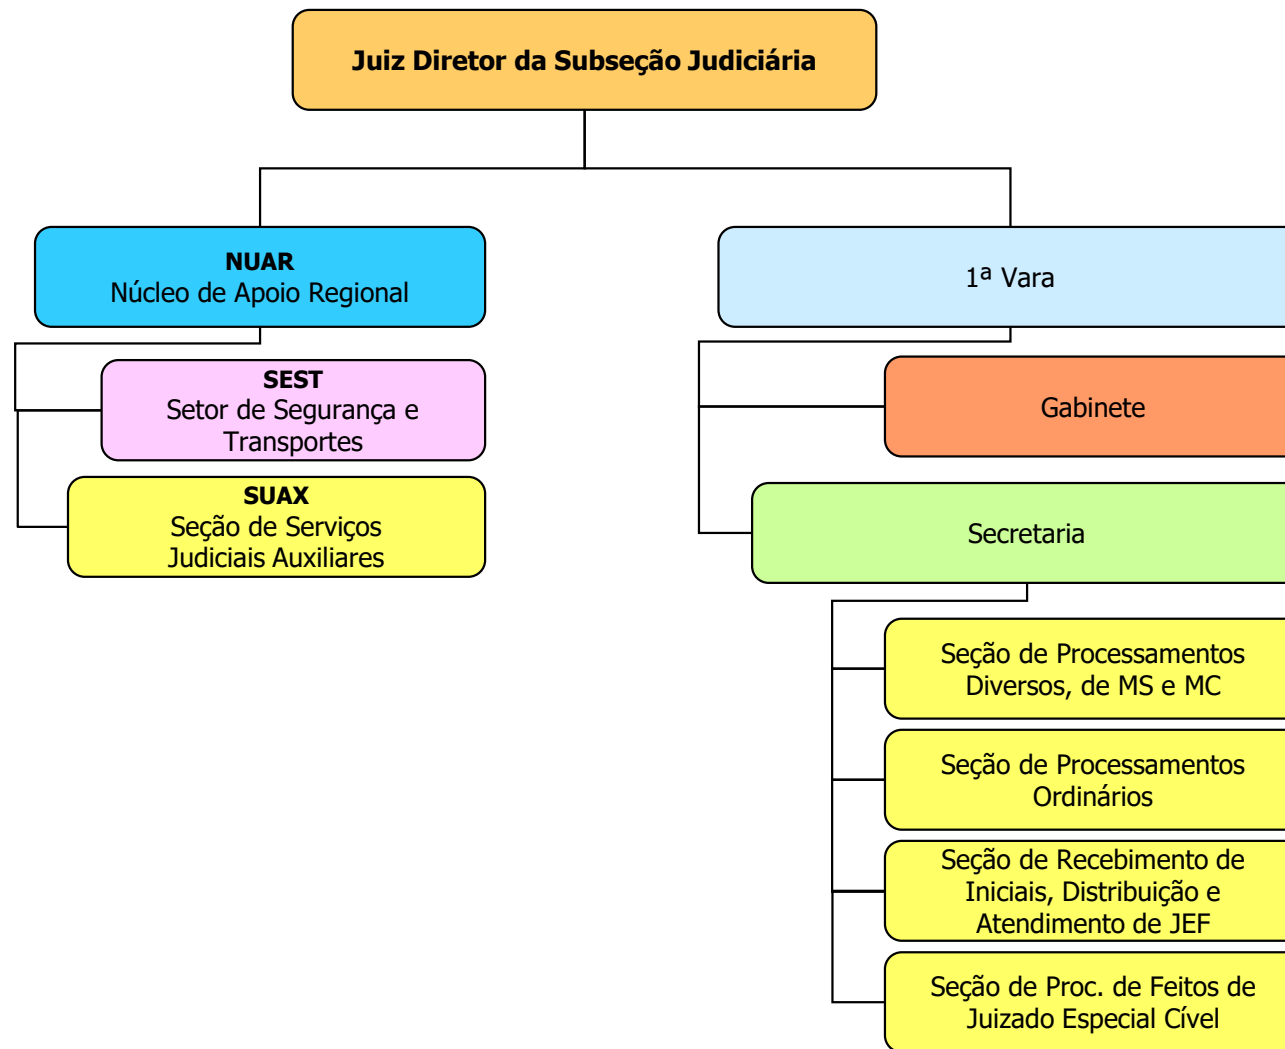 Juiz Diretor da Subseção Judiciária
NUAR
Núcleo de Apoio Regional
SEST
Setor de Segurança e
Transportes
SUAX
Seção de Serviços
Judiciais Auxiliares
1ª Vara
Gabinete
Secretaria
Seção de Processamentos
Diversos, de MS e MC
Seção de Processamentos
Ordinários
Seção de Recebimento de
Iniciais, Distribuição e
Atendimento de JEF
Seção de Proc. de Feitos de
Juizado Especial Cível